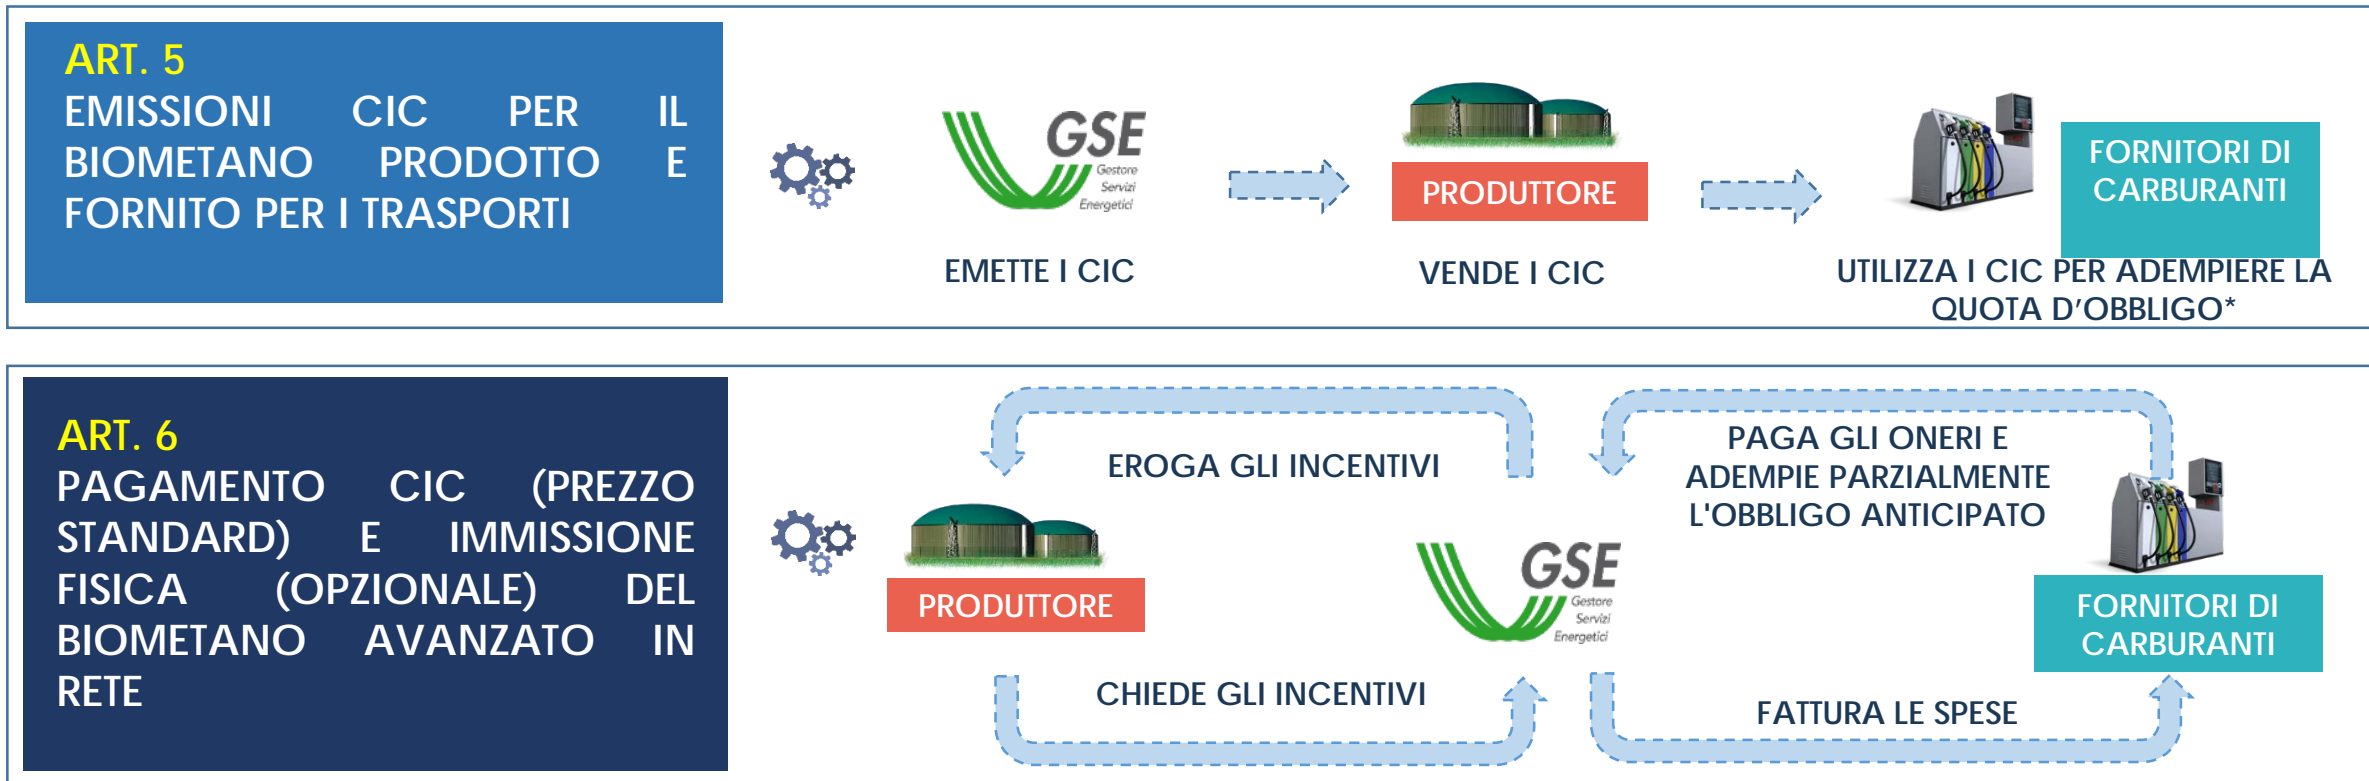 ART. 5
EMISSIONI CIC PER IL
BIOMETANO PRODOTTO E
FORNITO PER I TRASPORTI
GSE
Gestore
Servizi
Energetici
EMETTE I CIC
PRODUTTORE
VENDE I CIC
FORNITORI DI
CARBURANTI
UTILIZZA I CIC PER ADEMPIERE LA
QUOTA D’OBBLIGO*
ART. 6
PAGAMENTO CIC (PREZZO
STANDARD) E IMMISSIONE
FISICA (OPZIONALE) DEL
BIOMETANO AVANZATO IN
RETE
EROGA GLI INCENTIVI
PRODUTTORE
CHIEDE GLI INCENTIVI
GSE
Gestore
Servizi
Energetici
PAGA GLI ONERI E
ADEMPIE PARZIALMENTE
L'OBBLIGO ANTICIPATO
FORNITORI DI
CARBURANTI
FATTURA LE SPESE